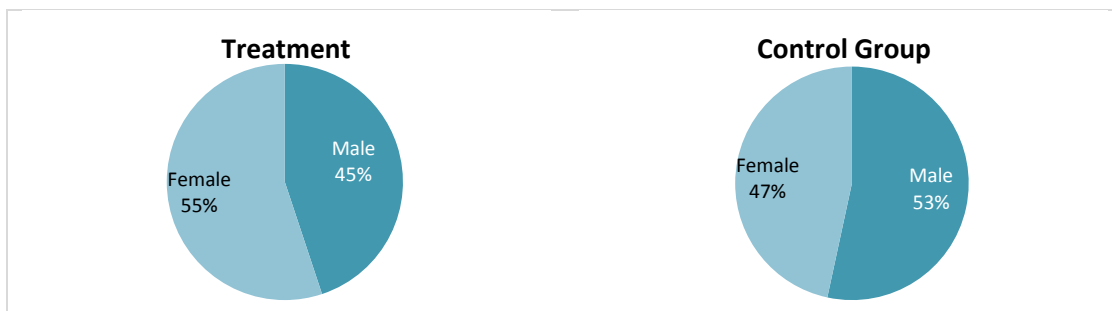 Treatment
Male
45%
Female
55%
Control Group
Female
47%
Male
53%